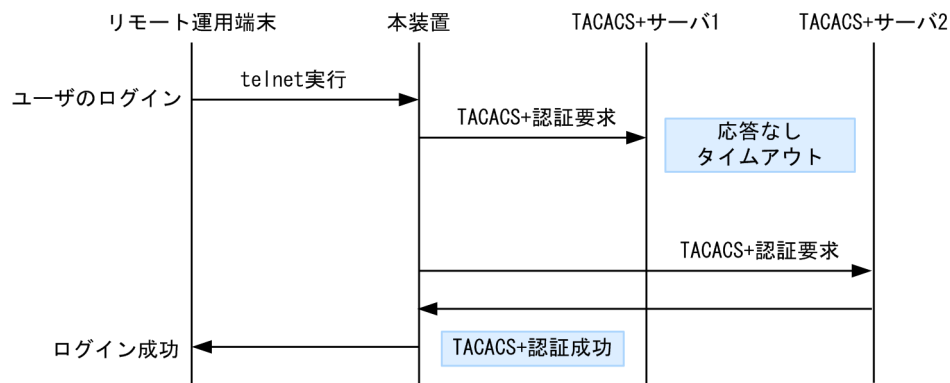 リモート運用端末
本装置
TACACS+サーバ1
TACACS+サーバ2
telnet実行
ユーザのログイン
TACACS+認証要求
応答なし
タイムアウト
TACACS+認証要求
ログイン成功
TACACS+認証成功